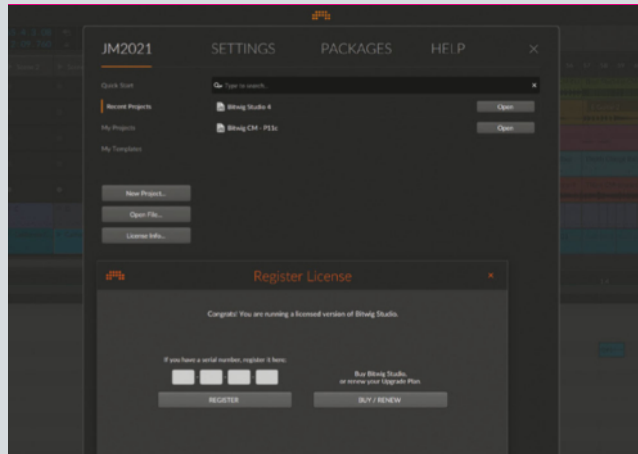 JM2021 SETTINGS PACKAGES HELP
Quick Start
Type to search...
Recent Projects
Bitwig Studio 4 Open
My Projects
Bitwig CM - P11c Open
My Templates
New Project...
Open File...
License Info...
Register License
Congrats! You are running a licensed version of Bitwig Studio.
If you have a serial number, register it here:
Buy Bitwig Studio,
or renew your Upgrade Plan.
REGISTER BUY / RENEW